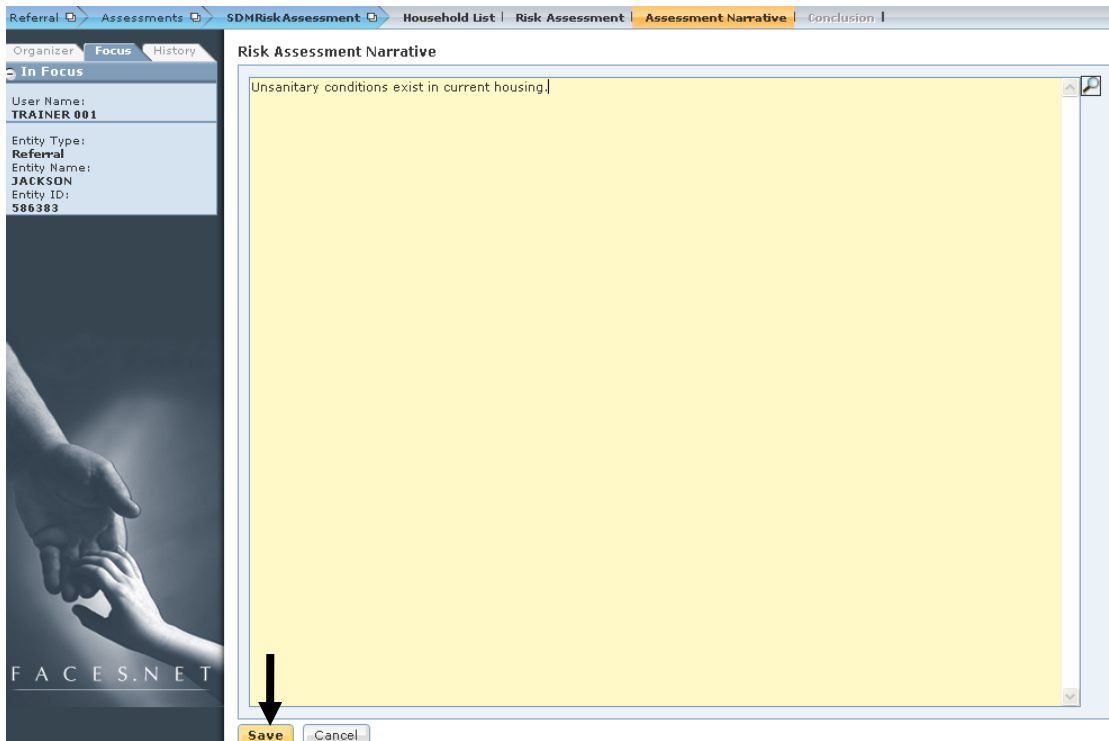 Referral Assessments SDMRiskAssessment Household List Risk Assessment Assessment Narrative Conclusion
Organizer Focus History
In Focus
User Name:
TRAINER 001
Entity Type:
Referral
Entity Name:
JACKSON
Entity ID:
586383
FACES.NET
Risk Assessment Narrative
Unsanitary conditions exist in current housing.
Save Cancel